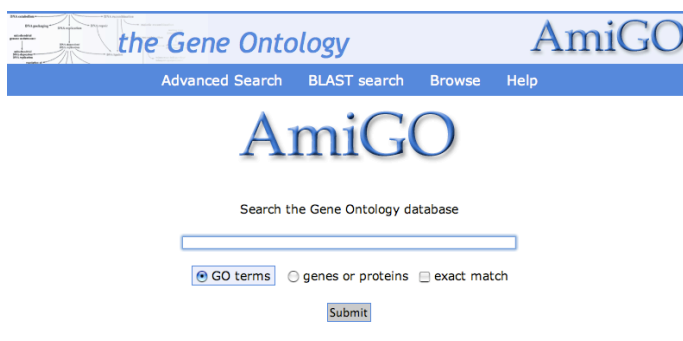 the Gene Ontology
AmiGO
Advanced Search BLAST search Browse Help
AmiGO
Search the Gene Ontology database
GO terms genes or proteins exact match
Submit